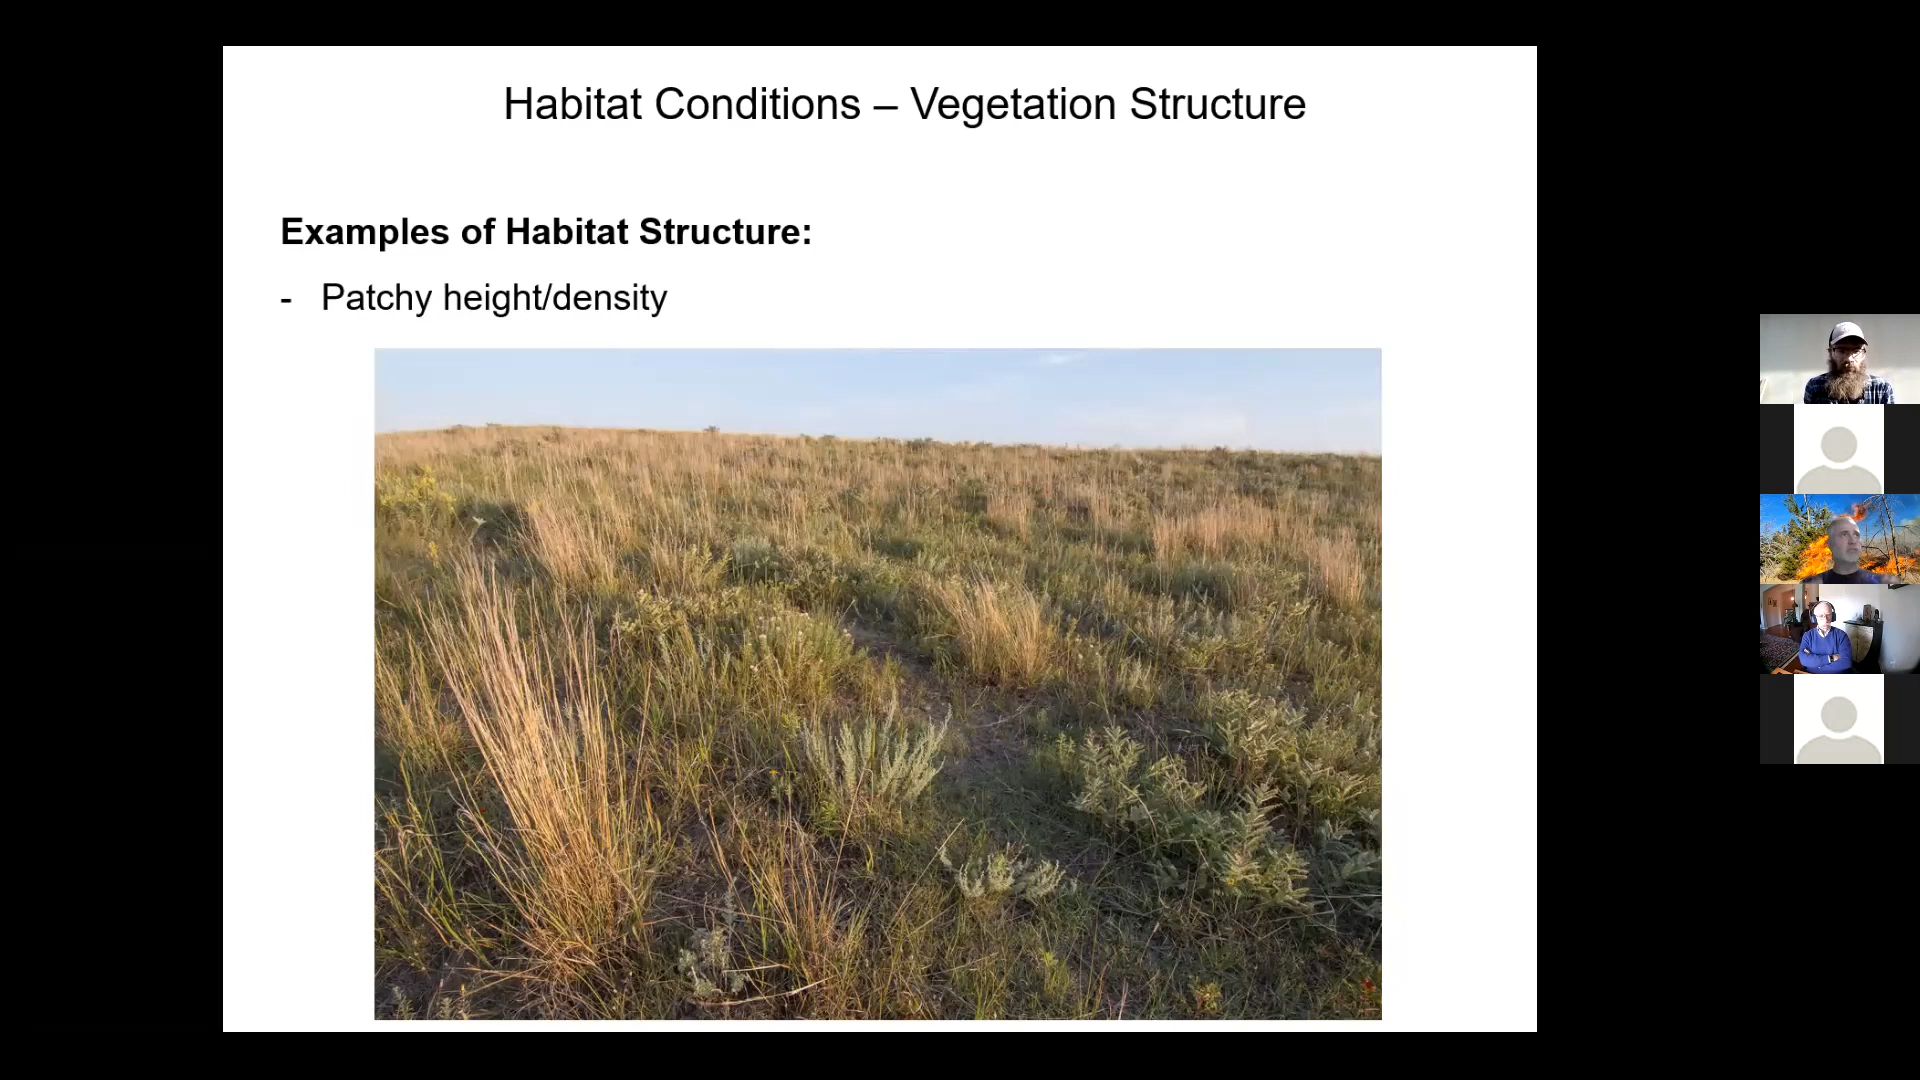 Habitat Conditions – Vegetation Structure
Examples of Habitat Structure:
- Patchy height/density